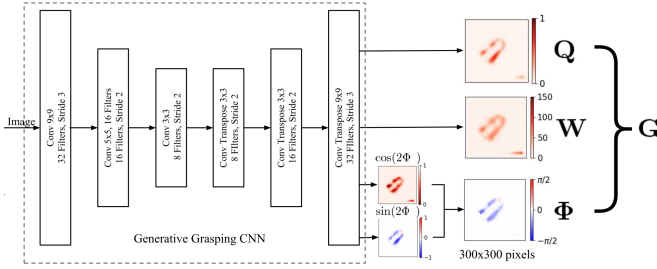 Image
Conv 9x9
32 Filters, Stride 3
Conv 5x5, 16 Filters
16 Filters, Stride 2
Conv 3x3
8 Filters, Stride 2
Conv Transpose 3x3
8 FIlters, Stride 2
Conv Transpose 3x3
16 Filters, Stride 2
Conv Transpose 9x9
32 FIlters, Stride 3
Generative Grasping CNN
1
0
Q
150
100
50
0
W
cos(2Φ )
1
0
sin(2Φ )
1
−1
π/2
0
−π/2
Φ
300x300 pixels
G